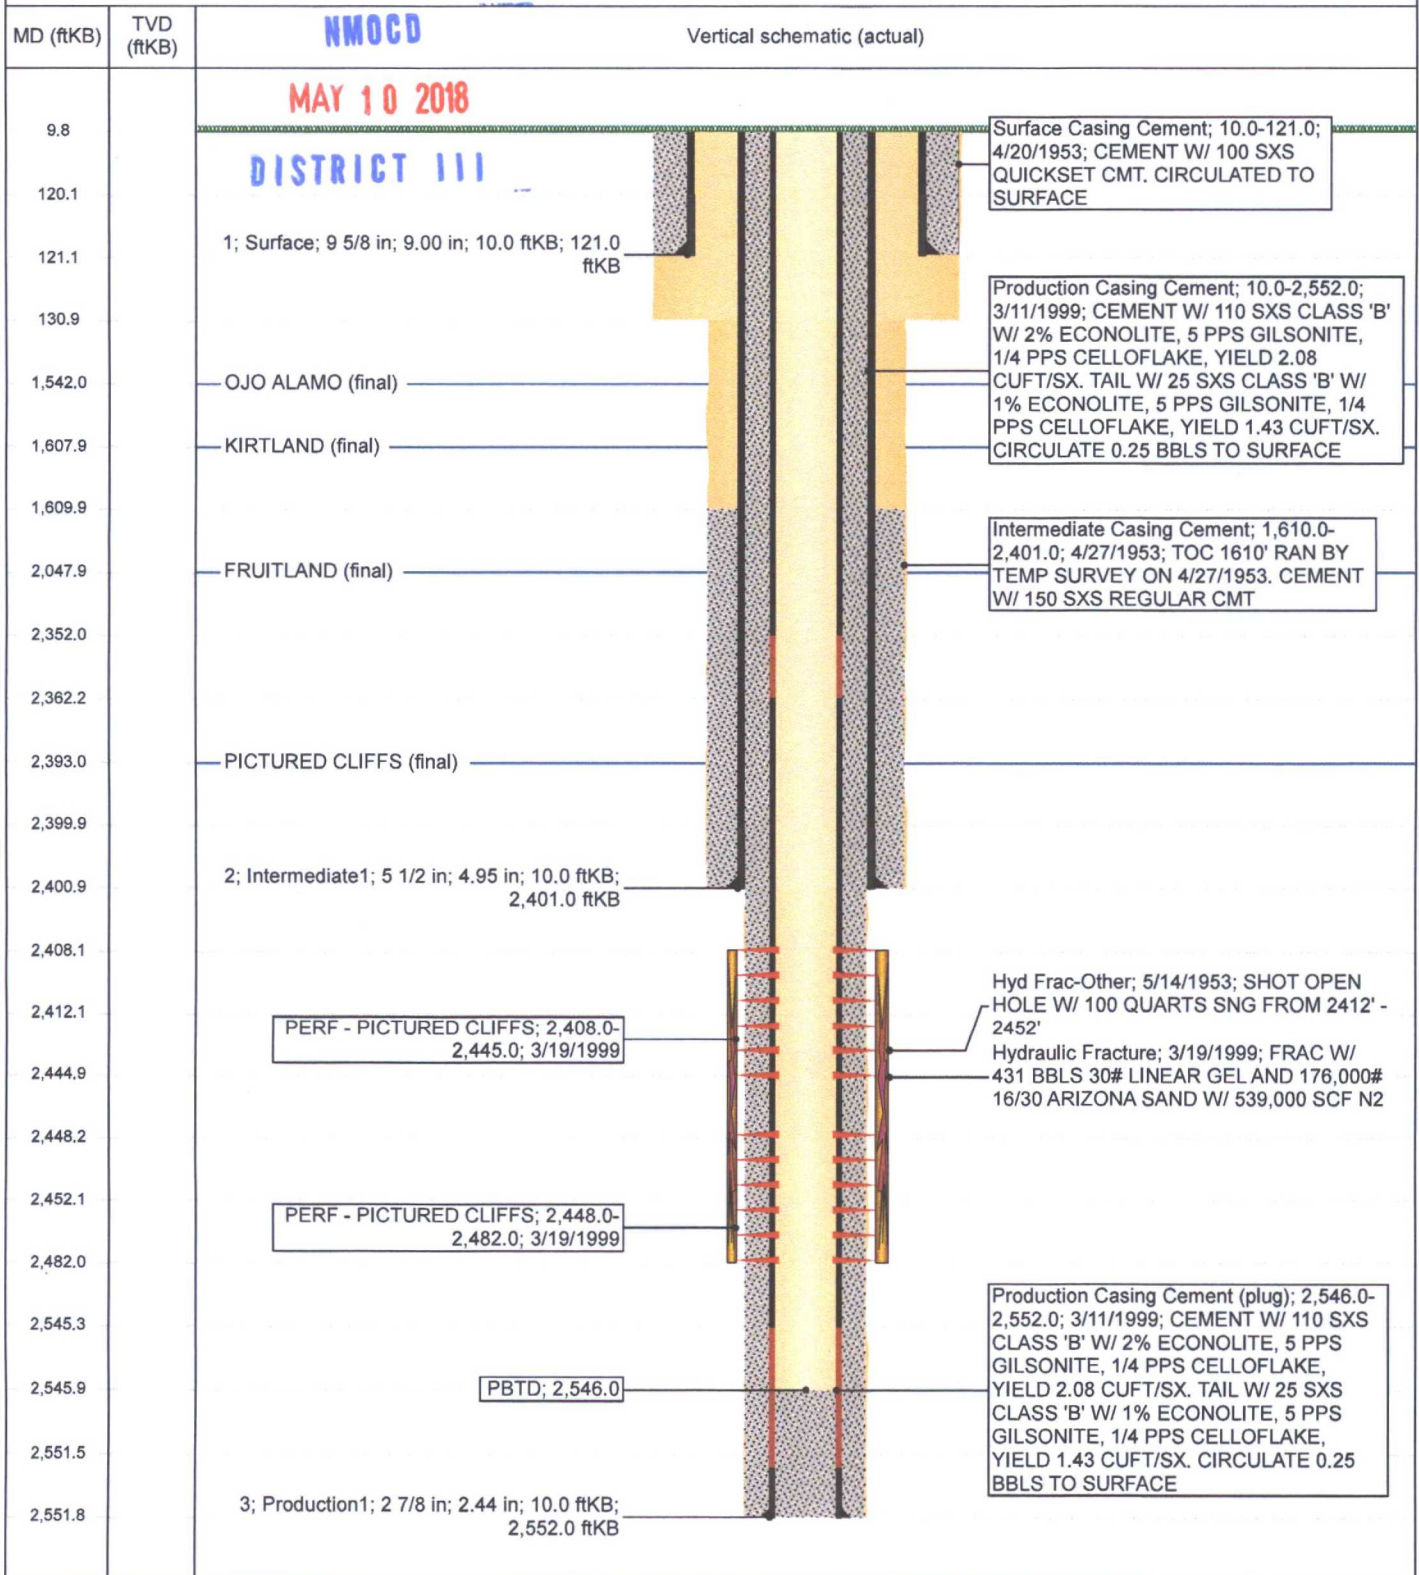 MD (ftKB)
TVD
(ftKB)
NMOCD
Vertical schematic (actual)
MAY 10 2018
9.8
Surface Casing Cement; 10.0-121.0;
4/20/1953; CEMENT W/ 100 SXS
QUICKSET CMT. CIRCULATED TO
SURFACE
DISTRICT III
120.1
1; Surface; 9 5/8 in; 9.00 in; 10.0 ftKB; 121.0
ftKB
121.1
Production Casing Cement; 10.0-2,552.0;
3/11/1999; CEMENT W/ 110 SXS CLASS 'B'
W/ 2% ECONOLITE, 5 PPS GILSONITE,
1/4 PPS CELLOFLAKE, YIELD 2.08
CUFT/SX. TAIL W/ 25 SXS CLASS 'B' W/
1% ECONOLITE, 5 PPS GILSONITE, 1/4
PPS CELLOFLAKE, YIELD 1.43 CUFT/SX.
CIRCULATE 0.25 BBLS TO SURFACE
130.9
1,542.0
OJO ALAMO (final)
1,607.9
KIRTLAND (final)
1,609.9
Intermediate Casing Cement; 1,610.0-
2,401.0; 4/27/1953; TOC 1610' RAN BY
TEMP SURVEY ON 4/27/1953. CEMENT
W/ 150 SXS REGULAR CMT
2,047.9
FRUITLAND (final)
2,352.0
2,362.2
2,393.0
PICTURED CLIFFS (final)
2,399.9
2,400.9
2; Intermediate1; 5 1/2 in; 4.95 in; 10.0 ftKB;
2,401.0 ftKB
2,408.1
Hyd Frac-Other; 5/14/1953; SHOT OPEN
HOLE W/ 100 QUARTS SNG FROM 2412' -
2452'
2,412.1
PERF - PICTURED CLIFFS; 2,408.0-
2,445.0; 3/19/1999
Hydraulic Fracture; 3/19/1999; FRAC W/
431 BBLS 30# LINEAR GEL AND 176,000#
16/30 ARIZONA SAND W/ 539,000 SCF N2
2,444.9
2,448.2
2,452.1
PERF - PICTURED CLIFFS; 2,448.0-
2,482.0; 3/19/1999
2,482.0
Production Casing Cement (plug); 2,546.0-
2,552.0; 3/11/1999; CEMENT W/ 110 SXS
CLASS 'B' W/ 2% ECONOLITE, 5 PPS
GILSONITE, 1/4 PPS CELLOFLAKE,
YIELD 2.08 CUFT/SX. TAIL W/ 25 SXS
CLASS 'B' W/ 1% ECONOLITE, 5 PPS
GILSONITE, 1/4 PPS CELLOFLAKE,
YIELD 1.43 CUFT/SX. CIRCULATE 0.25
BBLS TO SURFACE
2,545.3
2,545.9
PBTD; 2,546.0
2,551.5
2,551.8
3; Production1; 2 7/8 in; 2.44 in; 10.0 ftKB;
2,552.0 ftKB